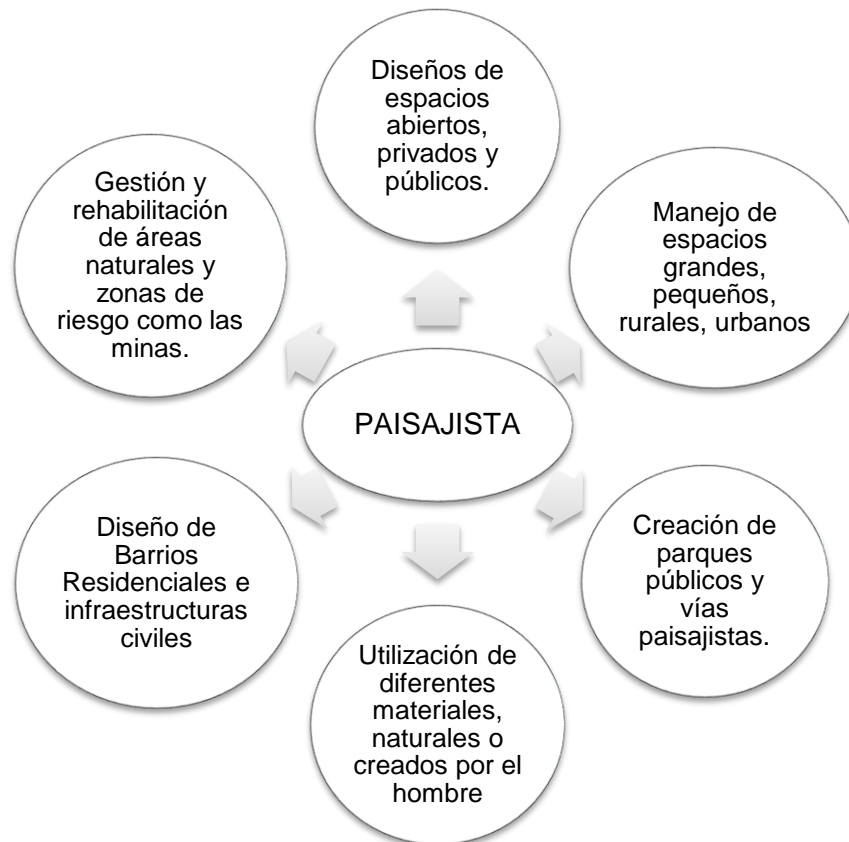 Diseños de
espacios
abiertos,
privados y
públicos.
Gestión y
rehabilitación
de áreas
naturales y
zonas de
riesgo como las
minas.
Manejo de
espacios
grandes,
pequeños,
rurales, urbanos
PAISAJISTA
Diseño de
Barrios
Residenciales e
infraestructuras
civiles
Creación de
parques
públicos y
vías
paisajistas.
Utilización de
diferentes
materiales,
naturales o
creados por el
hombre